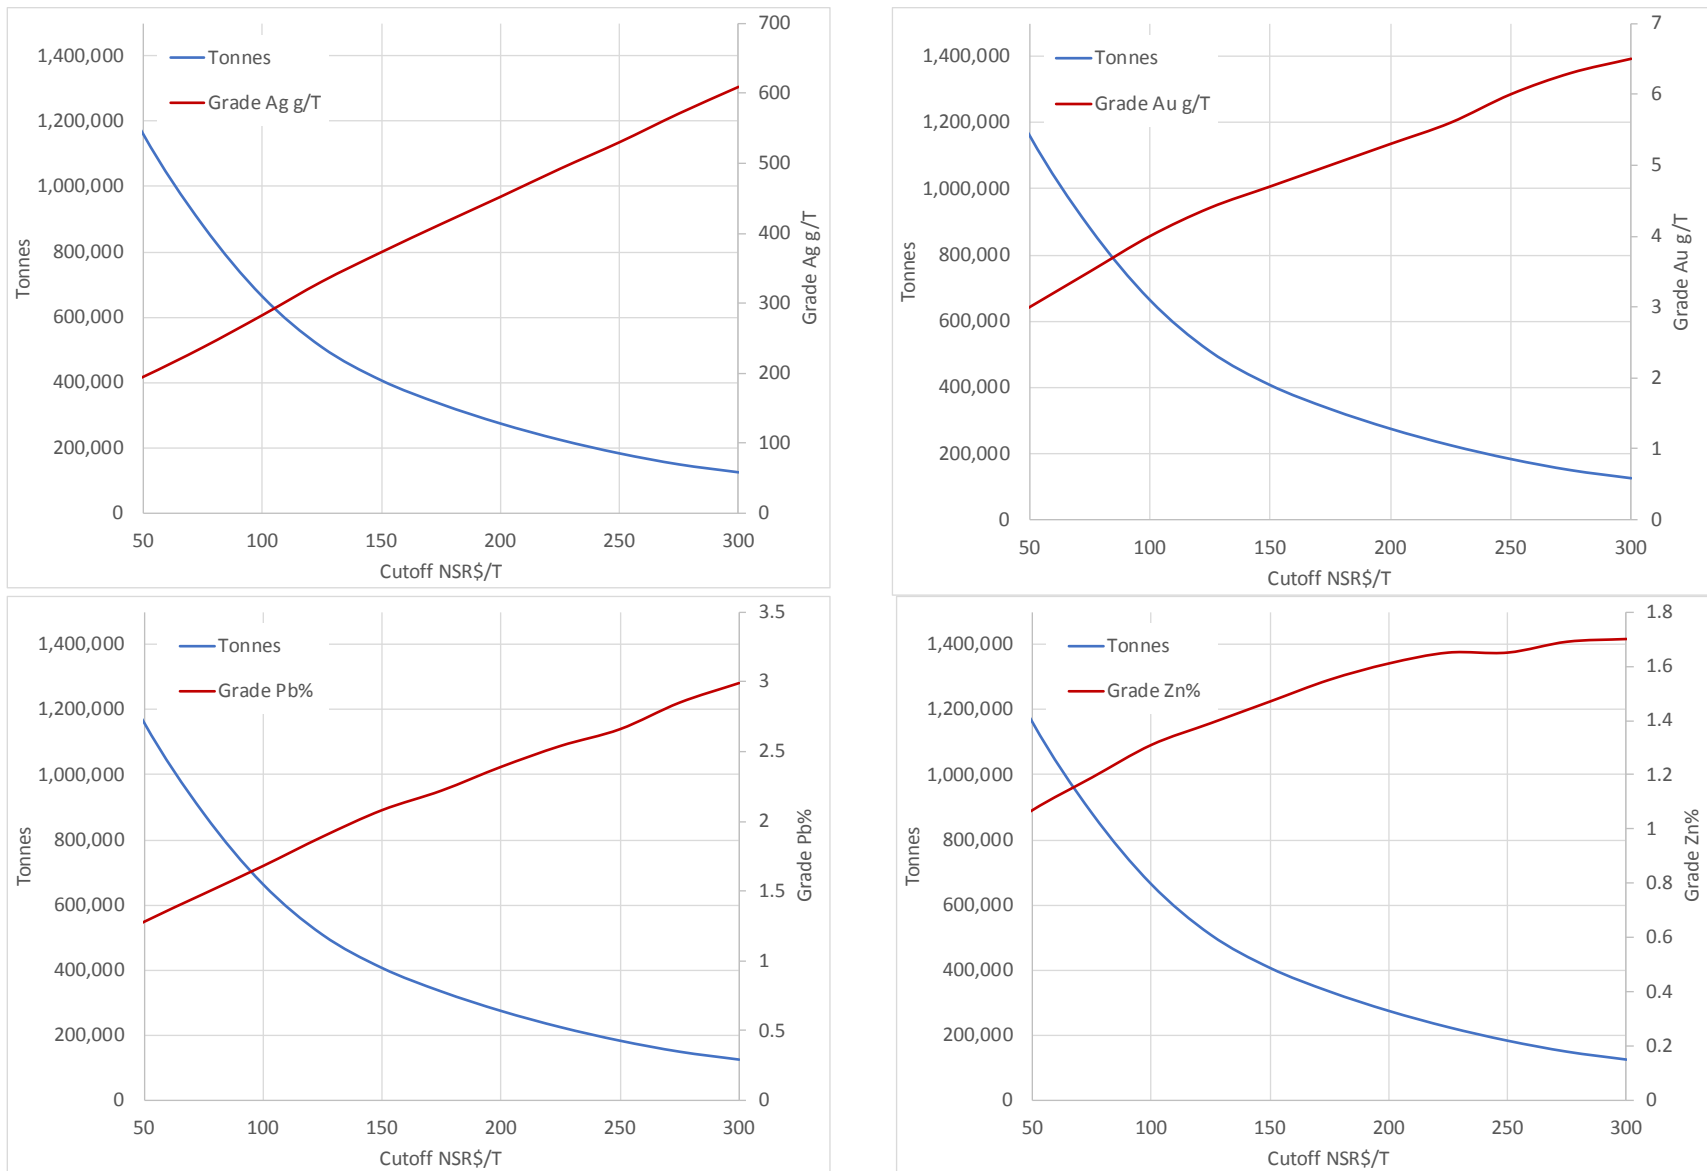 1,400,000
1,200,000
1,000,000
800,000
600,000
400,000
200,000
0
Tonnes
Tonnes
Grade Ag g/T
700
600
500
400
300
200
100
0
Grade Ag g/T
50 100 150 200 250 300
Cutoff NSR$/T
1,400,000
1,200,000
1,000,000
800,000
600,000
400,000
200,000
0
Tonnes
Tonnes
Grade Au g/T
7
6
5
4
3
2
1
0
Grade Au g/T
50 100 150 200 250 300
Cutoff NSR$/T
1,400,000
1,200,000
1,000,000
800,000
600,000
400,000
200,000
0
Tonnes
Tonnes
Grade Pb%
3.5
3
2.5
2
1.5
1
0.5
0
Grade Pb%
50 100 150 200 250 300
Cutoff NSR$/T
1,400,000
1,200,000
1,000,000
800,000
600,000
400,000
200,000
0
Tonnes
Tonnes
Grade Zn%
1.8
1.6
1.4
1.2
1
0.8
0.6
0.4
0.2
0
Grade Zn%
50 100 150 200 250 300
Cutoff NSR$/T